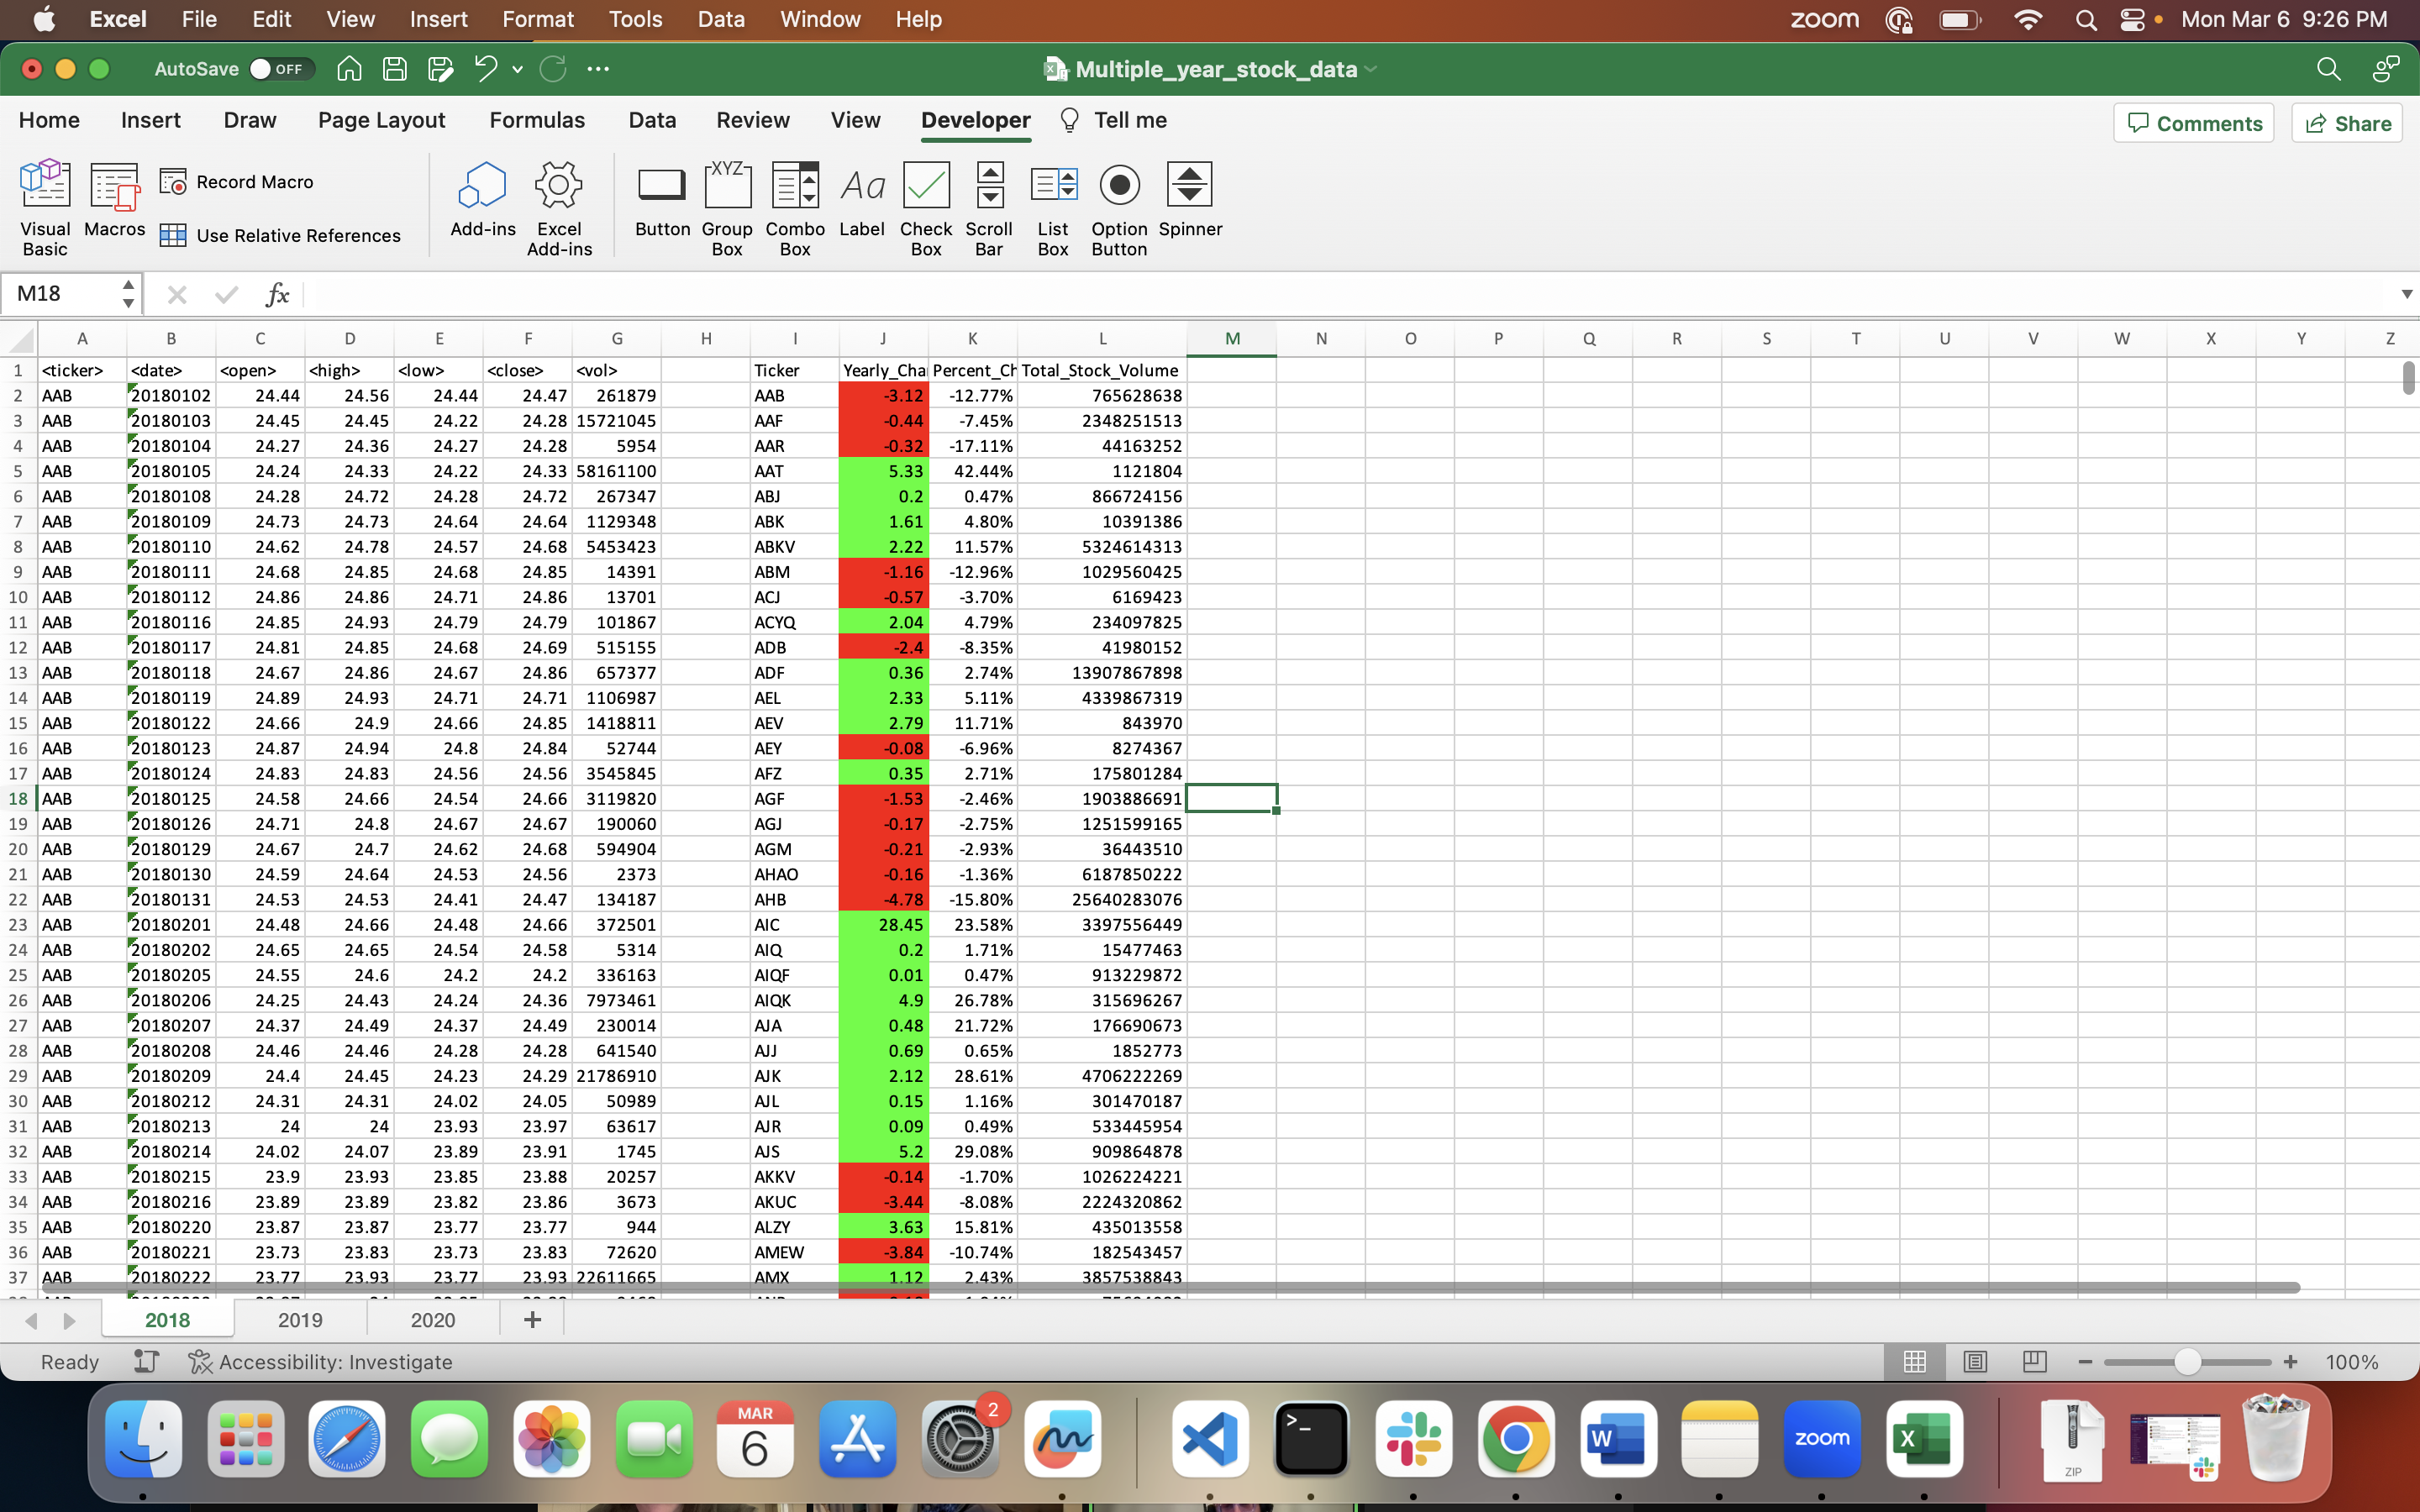 Excel File Edit View Insert Format Tools Data Window Help zoom Mon Mar 6 9:26 PM
AutoSave OFF Multiple_year_stock_data
Home Insert Draw Page Layout Formulas Data Review View Developer Tell me Comments Share
Visual Basic Macros Record Macro Use Relative References Add-ins Excel Add-ins Button XYZ Group Box Combo Box Aa Label Check Box Scroll Bar List Box Option Button Spinner
M18 fx
A B C D E F G H I J K L M N O P Q R S T U V W X Y Z
1 <ticker> <date> <open> <high> <low> <close> <vol> Ticker Yearly_Cha Percent_Ch Total_Stock_Volume
2 AAB 20180102 24.44 24.56 24.44 24.47 261879 AAB -3.12 -12.77% 765628638
3 AAB 20180103 24.45 24.45 24.22 24.28 15721045 AAF -0.44 -7.45% 2348251513
4 AAB 20180104 24.27 24.36 24.27 24.28 5954 AAR -0.32 -17.11% 44163252
5 AAB 20180105 24.24 24.33 24.22 24.33 58161100 AAT 5.33 42.44% 1121804
6 AAB 20180108 24.28 24.72 24.28 24.72 267347 ABJ 0.2 0.47% 866724156
7 AAB 20180109 24.73 24.73 24.64 24.64 1129348 ABK 1.61 4.80% 10391386
8 AAB 20180110 24.62 24.78 24.57 24.68 5453423 ABKV 2.22 11.57% 5324614313
9 AAB 20180111 24.68 24.85 24.68 24.85 14391 ABM -1.16 -12.96% 1029560425
10 AAB 20180112 24.86 24.86 24.71 24.86 13701 ACJ -0.57 -3.70% 6169423
11 AAB 20180116 24.85 24.93 24.79 24.79 101867 ACYQ 2.04 4.79% 234097825
12 AAB 20180117 24.81 24.85 24.68 24.69 515155 ADB -2.4 -8.35% 41980152
13 AAB 20180118 24.67 24.86 24.67 24.86 657377 ADF 0.36 2.74% 13907867898
14 AAB 20180119 24.89 24.93 24.71 24.71 1106987 AEL 2.33 5.11% 4339867319
15 AAB 20180122 24.66 24.9 24.66 24.85 1418811 AEV 2.79 11.71% 843970
16 AAB 20180123 24.87 24.94 24.8 24.84 52744 AEY -0.08 -6.96% 8274367
17 AAB 20180124 24.83 24.83 24.56 24.56 3545845 AFZ 0.35 2.71% 175801284
18 AAB 20180125 24.58 24.66 24.54 24.66 3119820 AGF -1.53 -2.46% 1903886691
19 AAB 20180126 24.71 24.8 24.67 24.67 190060 AGJ -0.17 -2.75% 1251599165
20 AAB 20180129 24.67 24.7 24.62 24.68 594904 AGM -0.21 -2.93% 36443510
21 AAB 20180130 24.59 24.64 24.53 24.56 2373 AHAO -0.16 -1.36% 6187850222
22 AAB 20180131 24.53 24.53 24.41 24.47 134187 AHB -4.78 -15.80% 25640283076
23 AAB 20180201 24.48 24.66 24.48 24.66 372501 AIC 28.45 23.58% 3397556449
24 AAB 20180202 24.65 24.65 24.54 24.58 5314 AIQ 0.2 1.71% 15477463
25 AAB 20180205 24.55 24.6 24.2 24.2 336163 AIQF 0.01 0.47% 913229872
26 AAB 20180206 24.25 24.43 24.24 24.36 7973461 AIQK 4.9 26.78% 315696267
27 AAB 20180207 24.37 24.49 24.37 24.49 230014 AJA 0.48 21.72% 176690673
28 AAB 20180208 24.46 24.46 24.28 24.28 641540 AJJ 0.69 0.65% 1852773
29 AAB 20180209 24.4 24.45 24.23 24.29 21786910 AJK 2.12 28.61% 4706222269
30 AAB 20180212 24.31 24.31 24.02 24.05 50989 AJL 0.15 1.16% 301470187
31 AAB 20180213 24 24 23.93 23.97 63617 AJR 0.09 0.49% 533445954
32 AAB 20180214 24.02 24.07 23.89 23.91 1745 AJS 5.2 29.08% 909864878
33 AAB 20180215 23.9 23.93 23.85 23.88 20257 AKKV -0.14 -1.70% 1026224221
34 AAB 20180216 23.89 23.89 23.82 23.86 3673 AKUC -3.44 -8.08% 2224320862
35 AAB 20180220 23.87 23.87 23.77 23.77 944 ALZY 3.63 15.81% 435013558
36 AAB 20180221 23.73 23.83 23.73 23.83 72620 AMEW -3.84 -10.74% 182543457
37 AAB 20180222 23.77 23.93 23.77 23.93 22611665 AMX 1.12 2.43% 3857538843
2018 2019 2020 +
Ready Accessibility: Investigate 100%
MAR 6 2 W zoom X ZIP